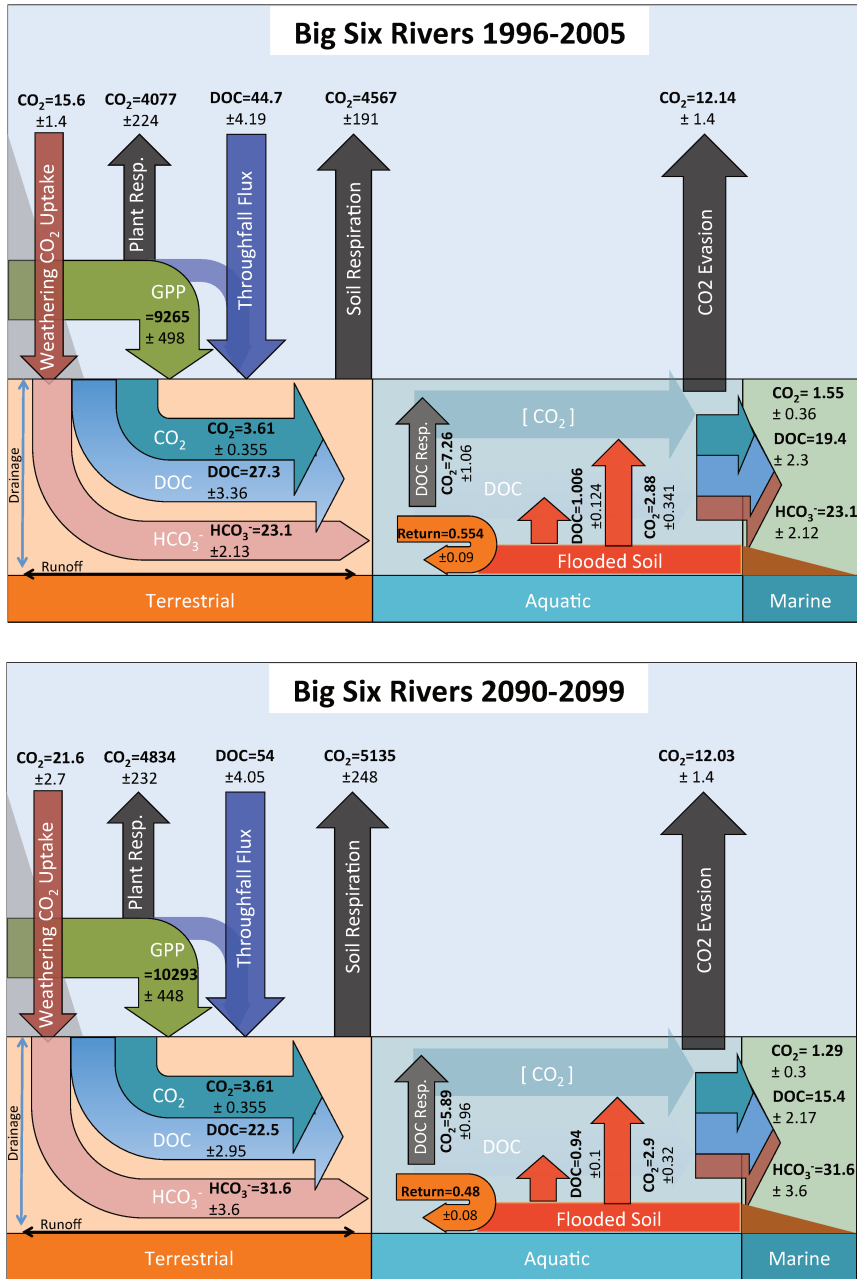 Big Six Rivers 1996-2005
CO₂=15.6
±1.4
CO₂=4077
±224
DOC=44.7
±4.19
CO₂=4567
±191
CO₂=12.14
± 1.4
Weathering CO₂ Uptake
Plant Resp.
Throughfall Flux
Soil Respiration
CO2 Evasion
GPP
=9265
± 498
Drainage
CO₂
CO₂=3.61
± 0.355
DOC
DOC=27.3
±3.36
HCO₃⁻
HCO₃⁻=23.1
±2.13
Runoff
[ CO₂ ]
DOC Resp.
CO₂=7.26
±1.06
DOC
DOC=1.006
±0.124
CO₂=2.88
±0.341
Return=0.554
±0.09
Flooded Soil
CO₂= 1.55
± 0.36
DOC=19.4
± 2.3
HCO₃⁻=23.1
± 2.12
Terrestrial
Aquatic
Marine
Big Six Rivers 2090-2099
CO₂=21.6
±2.7
CO₂=4834
±232
DOC=54
±4.05
CO₂=5135
±248
CO₂=12.03
± 1.4
Weathering CO₂ Uptake
Plant Resp.
Throughfall Flux
Soil Respiration
CO2 Evasion
GPP
=10293
± 448
Drainage
CO₂
CO₂=3.61
± 0.355
DOC
DOC=22.5
±2.95
HCO₃⁻
HCO₃⁻=31.6
±3.6
Runoff
[ CO₂ ]
DOC Resp.
CO₂=5.89
±0.96
DOC
DOC=0.94
±0.1
CO₂=2.9
±0.32
Return=0.48
±0.08
Flooded Soil
CO₂= 1.29
± 0.3
DOC=15.4
± 2.17
HCO₃⁻=31.6
± 3.6
Terrestrial
Aquatic
Marine